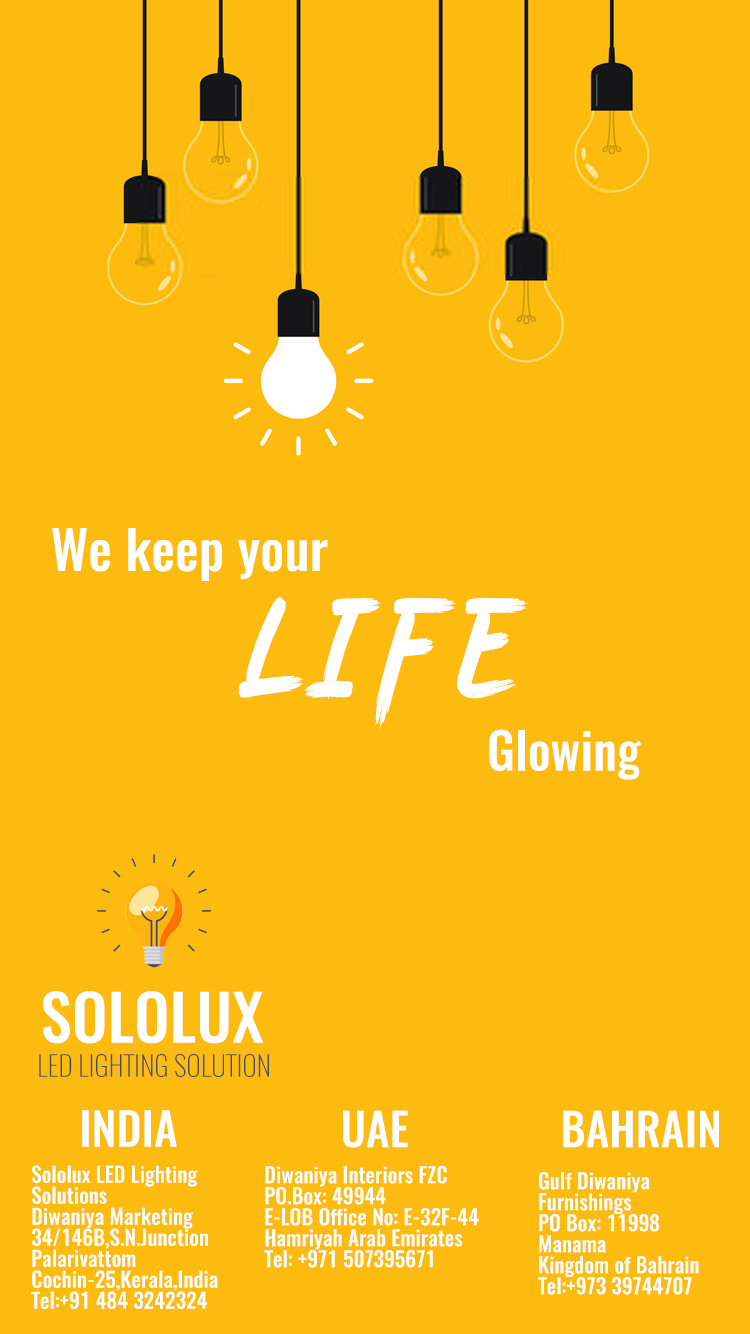 We keep your
LIFE
Glowing
SOLOLUX
LED LIGHTING SOLUTION
INDIA
Sololux LED Lighting
Solutions
Diwaniya Marketing
34/146B,S.N.Junction
Palarivattom
Cochin-25,Kerala,India
Tel:+91 484 3242324
UAE
Diwaniya Interiors FZC
PO.Box: 49944
E-LOB Office No: E-32F-44
Hamriyah Arab Emirates
Tel: +971 507395671
BAHRAIN
Gulf Diwaniya
Furnishings
PO Box: 11998
Manama
Kingdom of Bahrain
Tel:+973 39744707